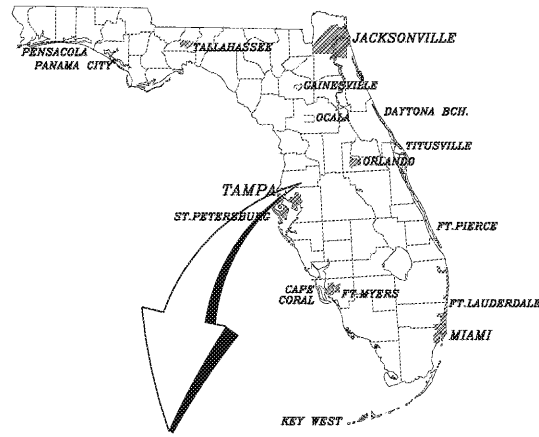 JACKSONVILLE
TALLAHASSEE
PENSACOLA
PANAMA CITY
GAINESVILLE
DAYTONA BCH.
OCALA
TITUSVILLE
ORLANDO
TAMPA
ST.PETERSBURG
FT.PIERCE
CAPE
CORAL
FT.MYERS
FT.LAUDERDALE
MIAMI
KEY WEST